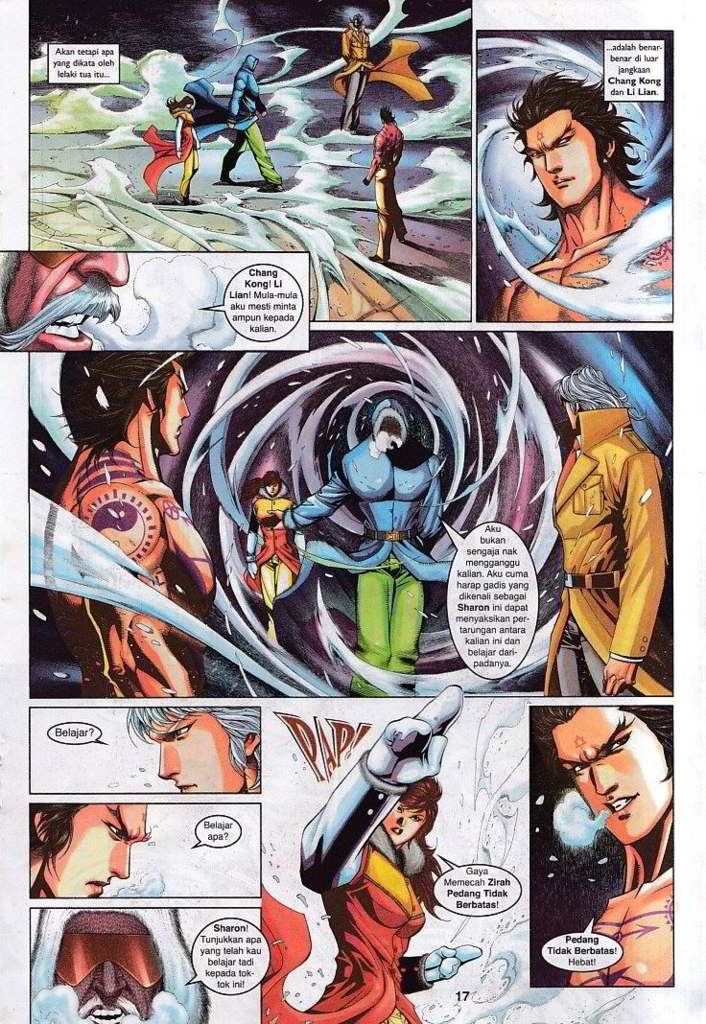 Akan tetapi apa
yang dikata oleh
lelaki tua itu...
...adalah benar-
benar di luar
jangkaan
Chang Kong
dan Li Lian.
Chang
Kong! Li
Lian! Mula-mula
aku mesti minta
ampun kepada
kalian.
Aku
bukan
sengaja nak
mengganggu
kalian. Aku cuma
harap gadis yang
dikenali sebagai
Sharon ini dapat
menyaksikan per-
tarungan antara
kalian ini dan
belajar dari-
padanya.
Belajar?
Belajar
apa?
Sharon!
Tunjukkan apa
yang telah kau
belajar tadi
kepada tok-
tok ini!
PAP!
Gaya
Memecah Zirah
Pedang Tidak
Berbatas!
Pedang
Tidak Berbatas!
Hebat!
17